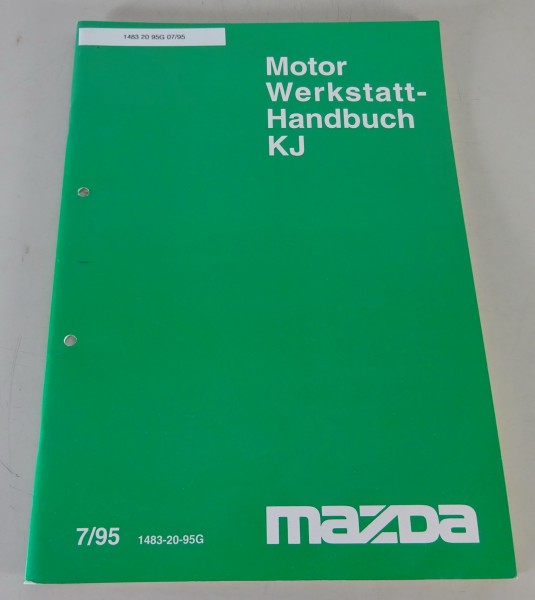 1483 20 95G 07/95
Motor
Werkstatt-
Handbuch
KJ
7/95 1483-20-95G
mazda